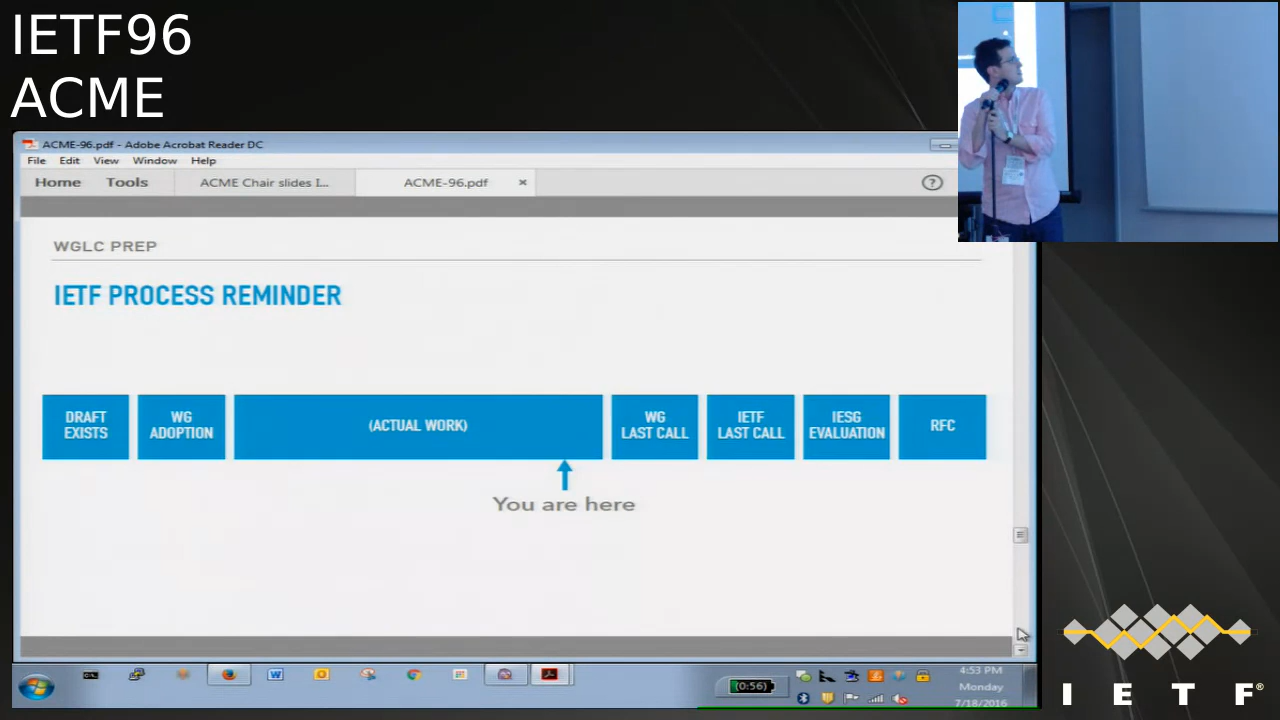 IETF96
ACME
ACME-96.pdf - Adobe Acrobat Reader DC
File Edit View Window Help
Home Tools ACME Chair slides I... ACME-96.pdf ×
?
WGLC PREP
IETF PROCESS REMINDER
DRAFT EXISTS
WG ADOPTION
(ACTUAL WORK)
WG LAST CALL
IETF LAST CALL
IESG EVALUATION
RFC
You are here
(0:56)
4:53 PM
Monday
7/18/2016
I E T F®